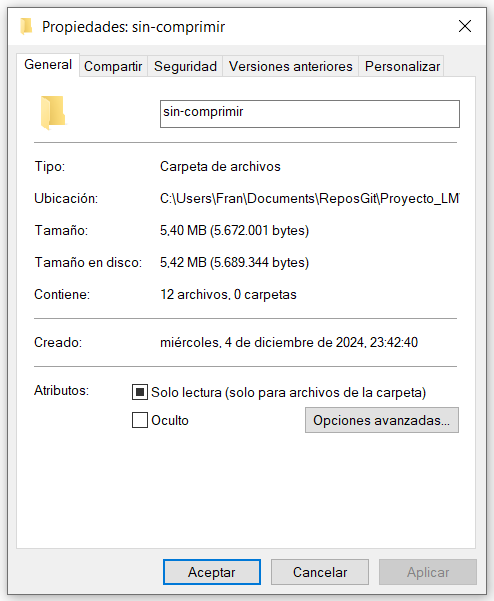 Propiedades: sin-comprimir
General Compartir Seguridad Versiones anteriores Personalizar
sin-comprimir
Tipo: Carpeta de archivos
Ubicación: C:\Users\Fran\Documents\ReposGit\Proyecto_LM
Tamaño: 5,40 MB (5.672.001 bytes)
Tamaño en disco: 5,42 MB (5.689.344 bytes)
Contiene: 12 archivos, 0 carpetas
Creado: miércoles, 4 de diciembre de 2024, 23:42:40
Atributos: Solo lectura (solo para archivos de la carpeta)
Oculto Opciones avanzadas...
Aceptar Cancelar Aplicar